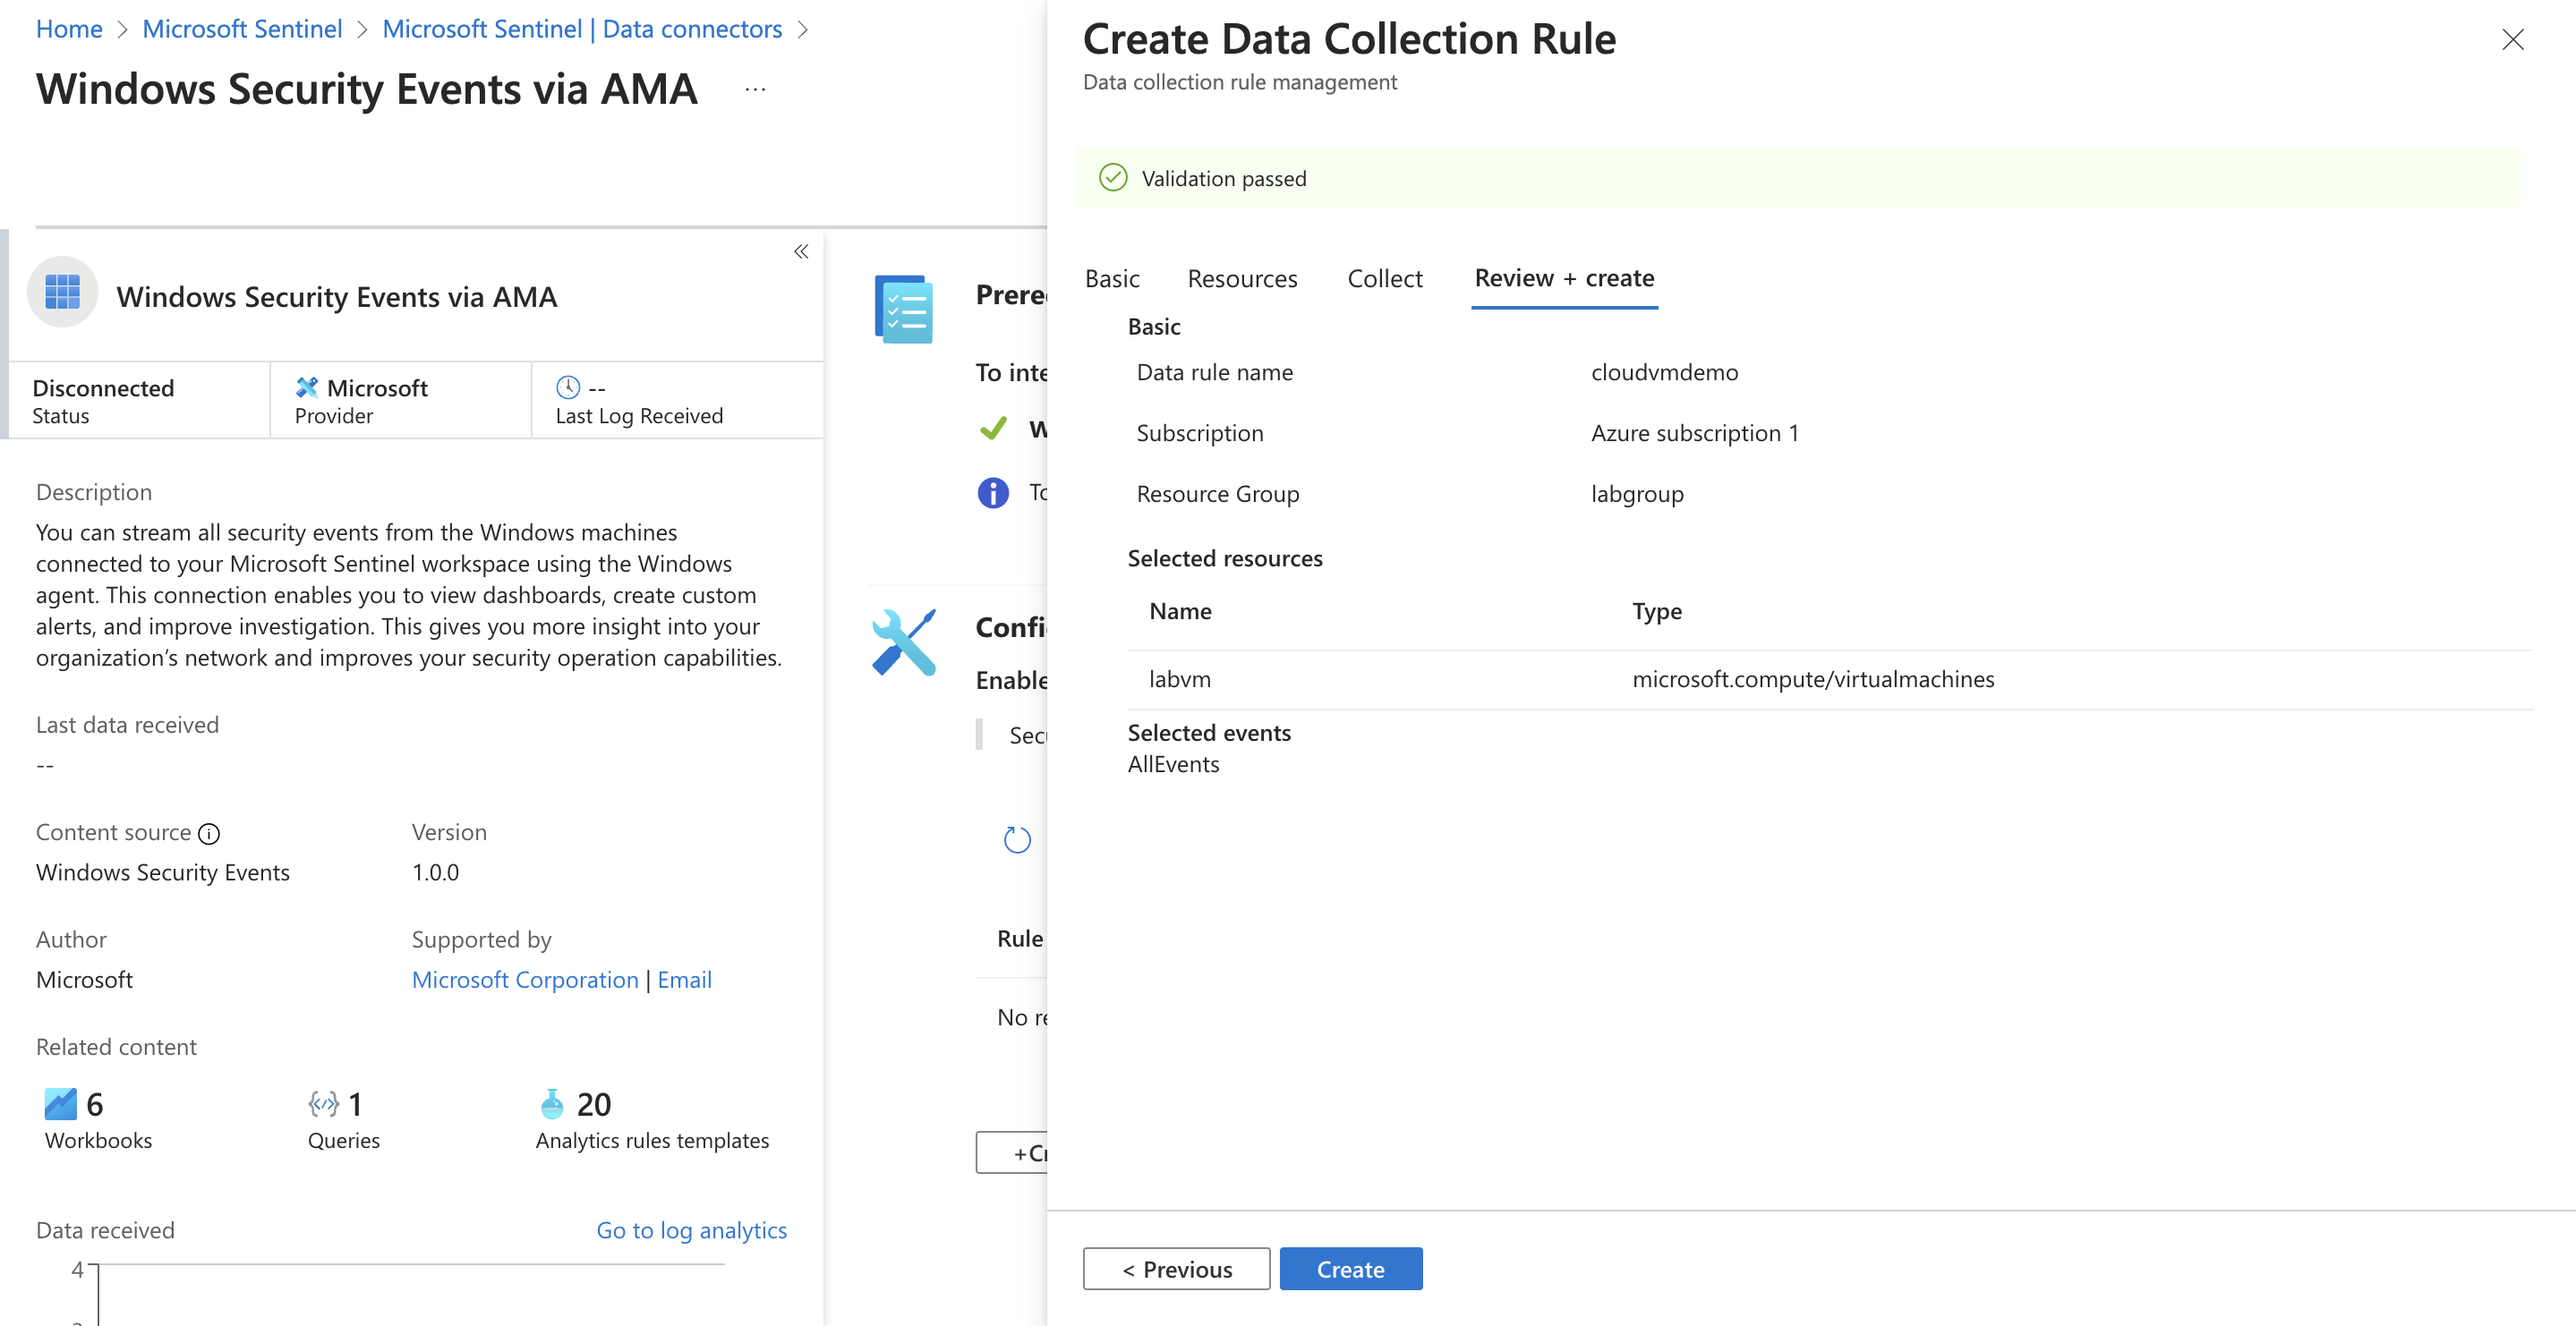 Home > Microsoft Sentinel > Microsoft Sentinel | Data connectors >
Windows Security Events via AMA ...
Windows Security Events via AMA
Disconnected
Status
Microsoft
Provider
--
Last Log Received
Description
You can stream all security events from the Windows machines
connected to your Microsoft Sentinel workspace using the Windows
agent. This connection enables you to view dashboards, create custom
alerts, and improve investigation. This gives you more insight into your
organization’s network and improves your security operation capabilities.
Last data received
--
Content source
Windows Security Events
Version
1.0.0
Author
Microsoft
Supported by
Microsoft Corporation | Email
Related content
6
Workbooks
1
Queries
20
Analytics rules templates
Data received
Go to log analytics
4
To
Rule
No
Create Data Collection Rule
Data collection rule management
Validation passed
Basic
Resources
Collect
Review + create
Basic
Data rule name cloudvmdemo
Subscription Azure subscription 1
Resource Group labgroup
Selected resources
Name Type
labvm microsoft.compute/virtualmachines
Selected events
AllEvents
< Previous
Create